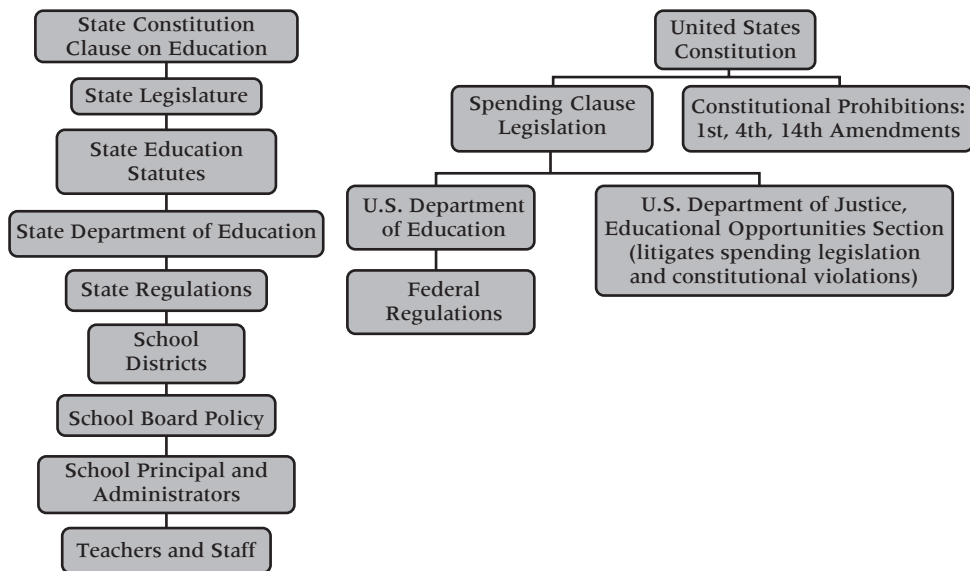 State Constitution
Clause on Education
State Legislature
State Education
Statutes
State Department of Education
State Regulations
School
Districts
School Board Policy
School Principal and
Administrators
Teachers and Staff
United States
Constitution
Spending Clause
Legislation
Constitutional Prohibitions:
1st, 4th, 14th Amendments
U.S. Department
of Education
Federal
Regulations
U.S. Department of Justice,
Educational Opportunities Section
(litigates spending legislation
and constitutional violations)